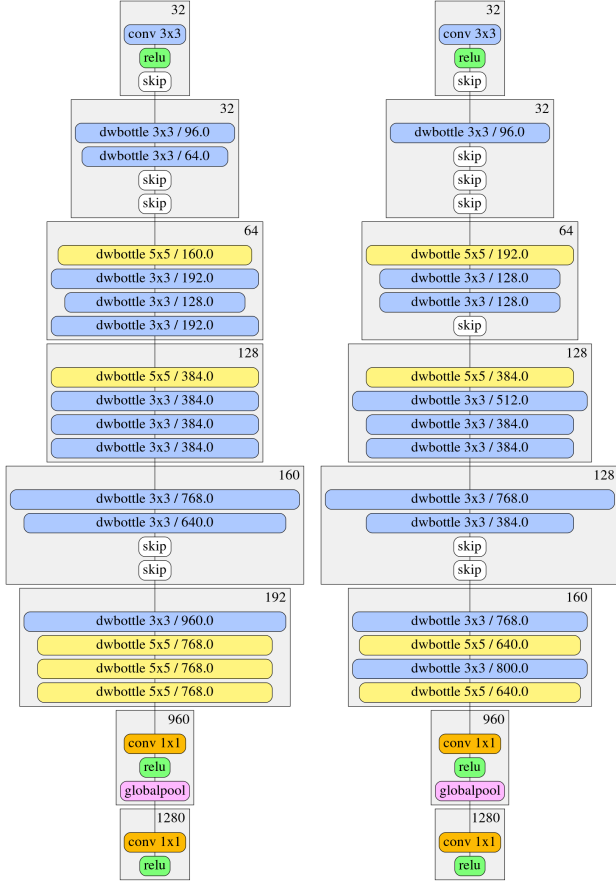 32
conv 3x3
relu
skip
32
dwbottle 3x3 / 96.0
dwbottle 3x3 / 64.0
skip
skip
64
dwbottle 5x5 / 160.0
dwbottle 3x3 / 192.0
dwbottle 3x3 / 128.0
dwbottle 3x3 / 192.0
128
dwbottle 5x5 / 384.0
dwbottle 3x3 / 384.0
dwbottle 3x3 / 384.0
dwbottle 3x3 / 384.0
160
dwbottle 3x3 / 768.0
dwbottle 3x3 / 640.0
skip
skip
192
dwbottle 3x3 / 960.0
dwbottle 5x5 / 768.0
dwbottle 5x5 / 768.0
dwbottle 5x5 / 768.0
960
conv 1x1
relu
globalpool
1280
conv 1x1
relu
32
conv 3x3
relu
skip
32
dwbottle 3x3 / 96.0
skip
skip
skip
64
dwbottle 5x5 / 192.0
dwbottle 3x3 / 128.0
dwbottle 3x3 / 128.0
skip
128
dwbottle 5x5 / 384.0
dwbottle 3x3 / 512.0
dwbottle 3x3 / 384.0
dwbottle 3x3 / 384.0
128
dwbottle 3x3 / 768.0
dwbottle 3x3 / 384.0
skip
skip
160
dwbottle 3x3 / 768.0
dwbottle 5x5 / 640.0
dwbottle 3x3 / 800.0
dwbottle 5x5 / 640.0
960
conv 1x1
relu
globalpool
1280
conv 1x1
relu